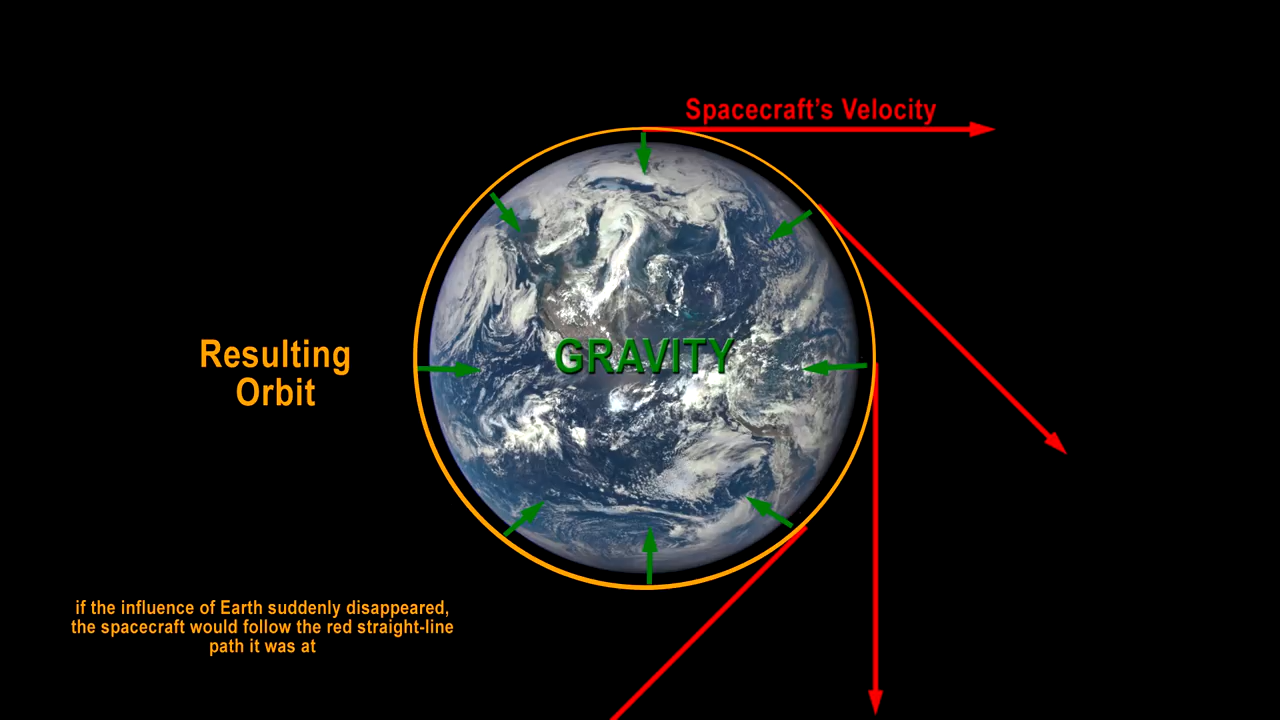 Spacecraft's Velocity
GRAVITY
Resulting
Orbit
if the influence of Earth suddenly disappeared,
the spacecraft would follow the red straight-line
path it was at